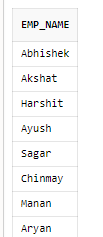 EMP_NAME
Abhishek
Akshat
Harshit
Ayush
Sagar
Chinmay
Manan
Aryan